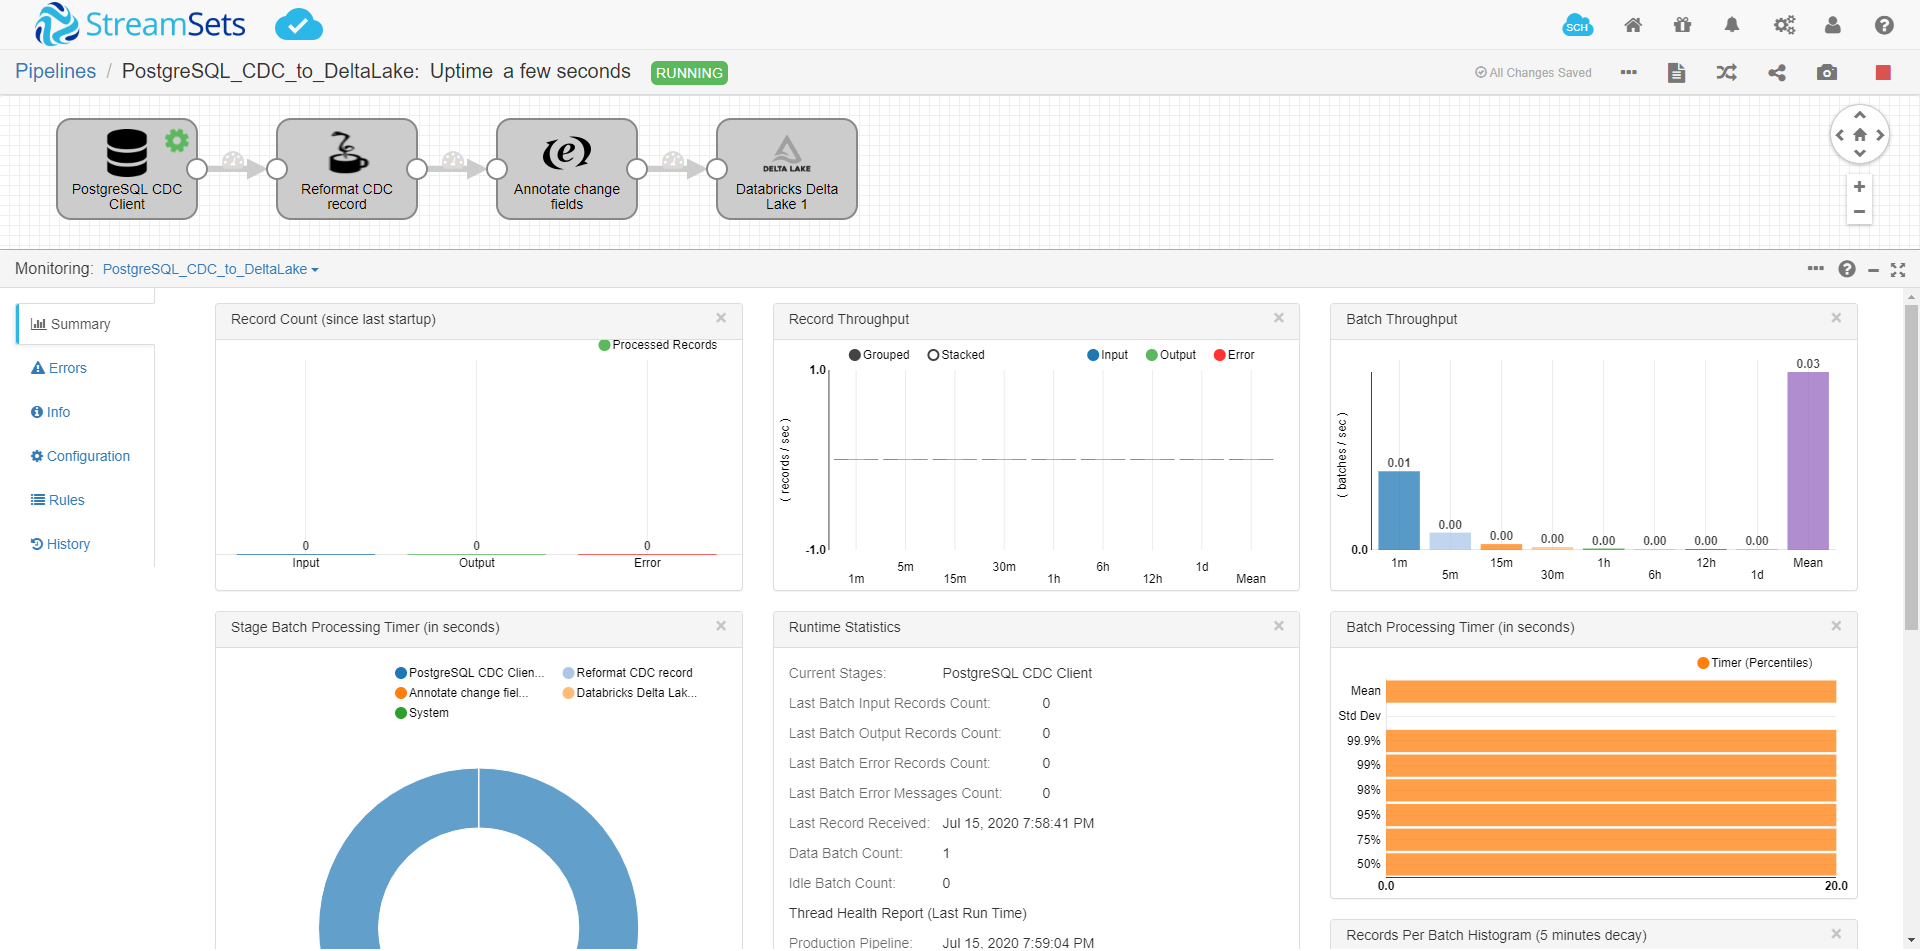 StreamSets
SCH
Pipelines / PostgreSQL_CDC_to_DeltaLake: Uptime a few seconds RUNNING
All Changes Saved
PostgreSQL CDC
Client
Reformat CDC
record
Annotate change
fields
DELTA LAKE
Databricks Delta
Lake 1
Monitoring: PostgreSQL_CDC_to_DeltaLake
Summary
Errors
Info
Configuration
Rules
History
Record Count (since last startup)
Processed Records
0 0 0
Input Output Error
Record Throughput
Grouped Stacked Input Output Error
1.0
( records / sec )
-1.0
1m 5m 15m 30m 1h 6h 12h 1d Mean
Batch Throughput
( batches / sec )
0.01 0.00 0.00 0.00 0.00 0.00 0.00 0.00 0.03
0.0
1m 5m 15m 30m 1h 6h 12h 1d Mean
Stage Batch Processing Timer (in seconds)
PostgreSQL CDC Clien... Reformat CDC record
Annotate change fiel... Databricks Delta Lak...
System
Runtime Statistics
Current Stages: PostgreSQL CDC Client
Last Batch Input Records Count: 0
Last Batch Output Records Count: 0
Last Batch Error Records Count: 0
Last Batch Error Messages Count: 0
Last Record Received: Jul 15, 2020 7:58:41 PM
Data Batch Count: 1
Idle Batch Count: 0
Thread Health Report (Last Run Time)
Production Pipeline: Jul 15, 2020 7:59:04 PM
Batch Processing Timer (in seconds)
Timer (Percentiles)
Mean
Std Dev
99.9%
99%
98%
95%
75%
50%
0.0 20.0
Records Per Batch Histogram (5 minutes decay)